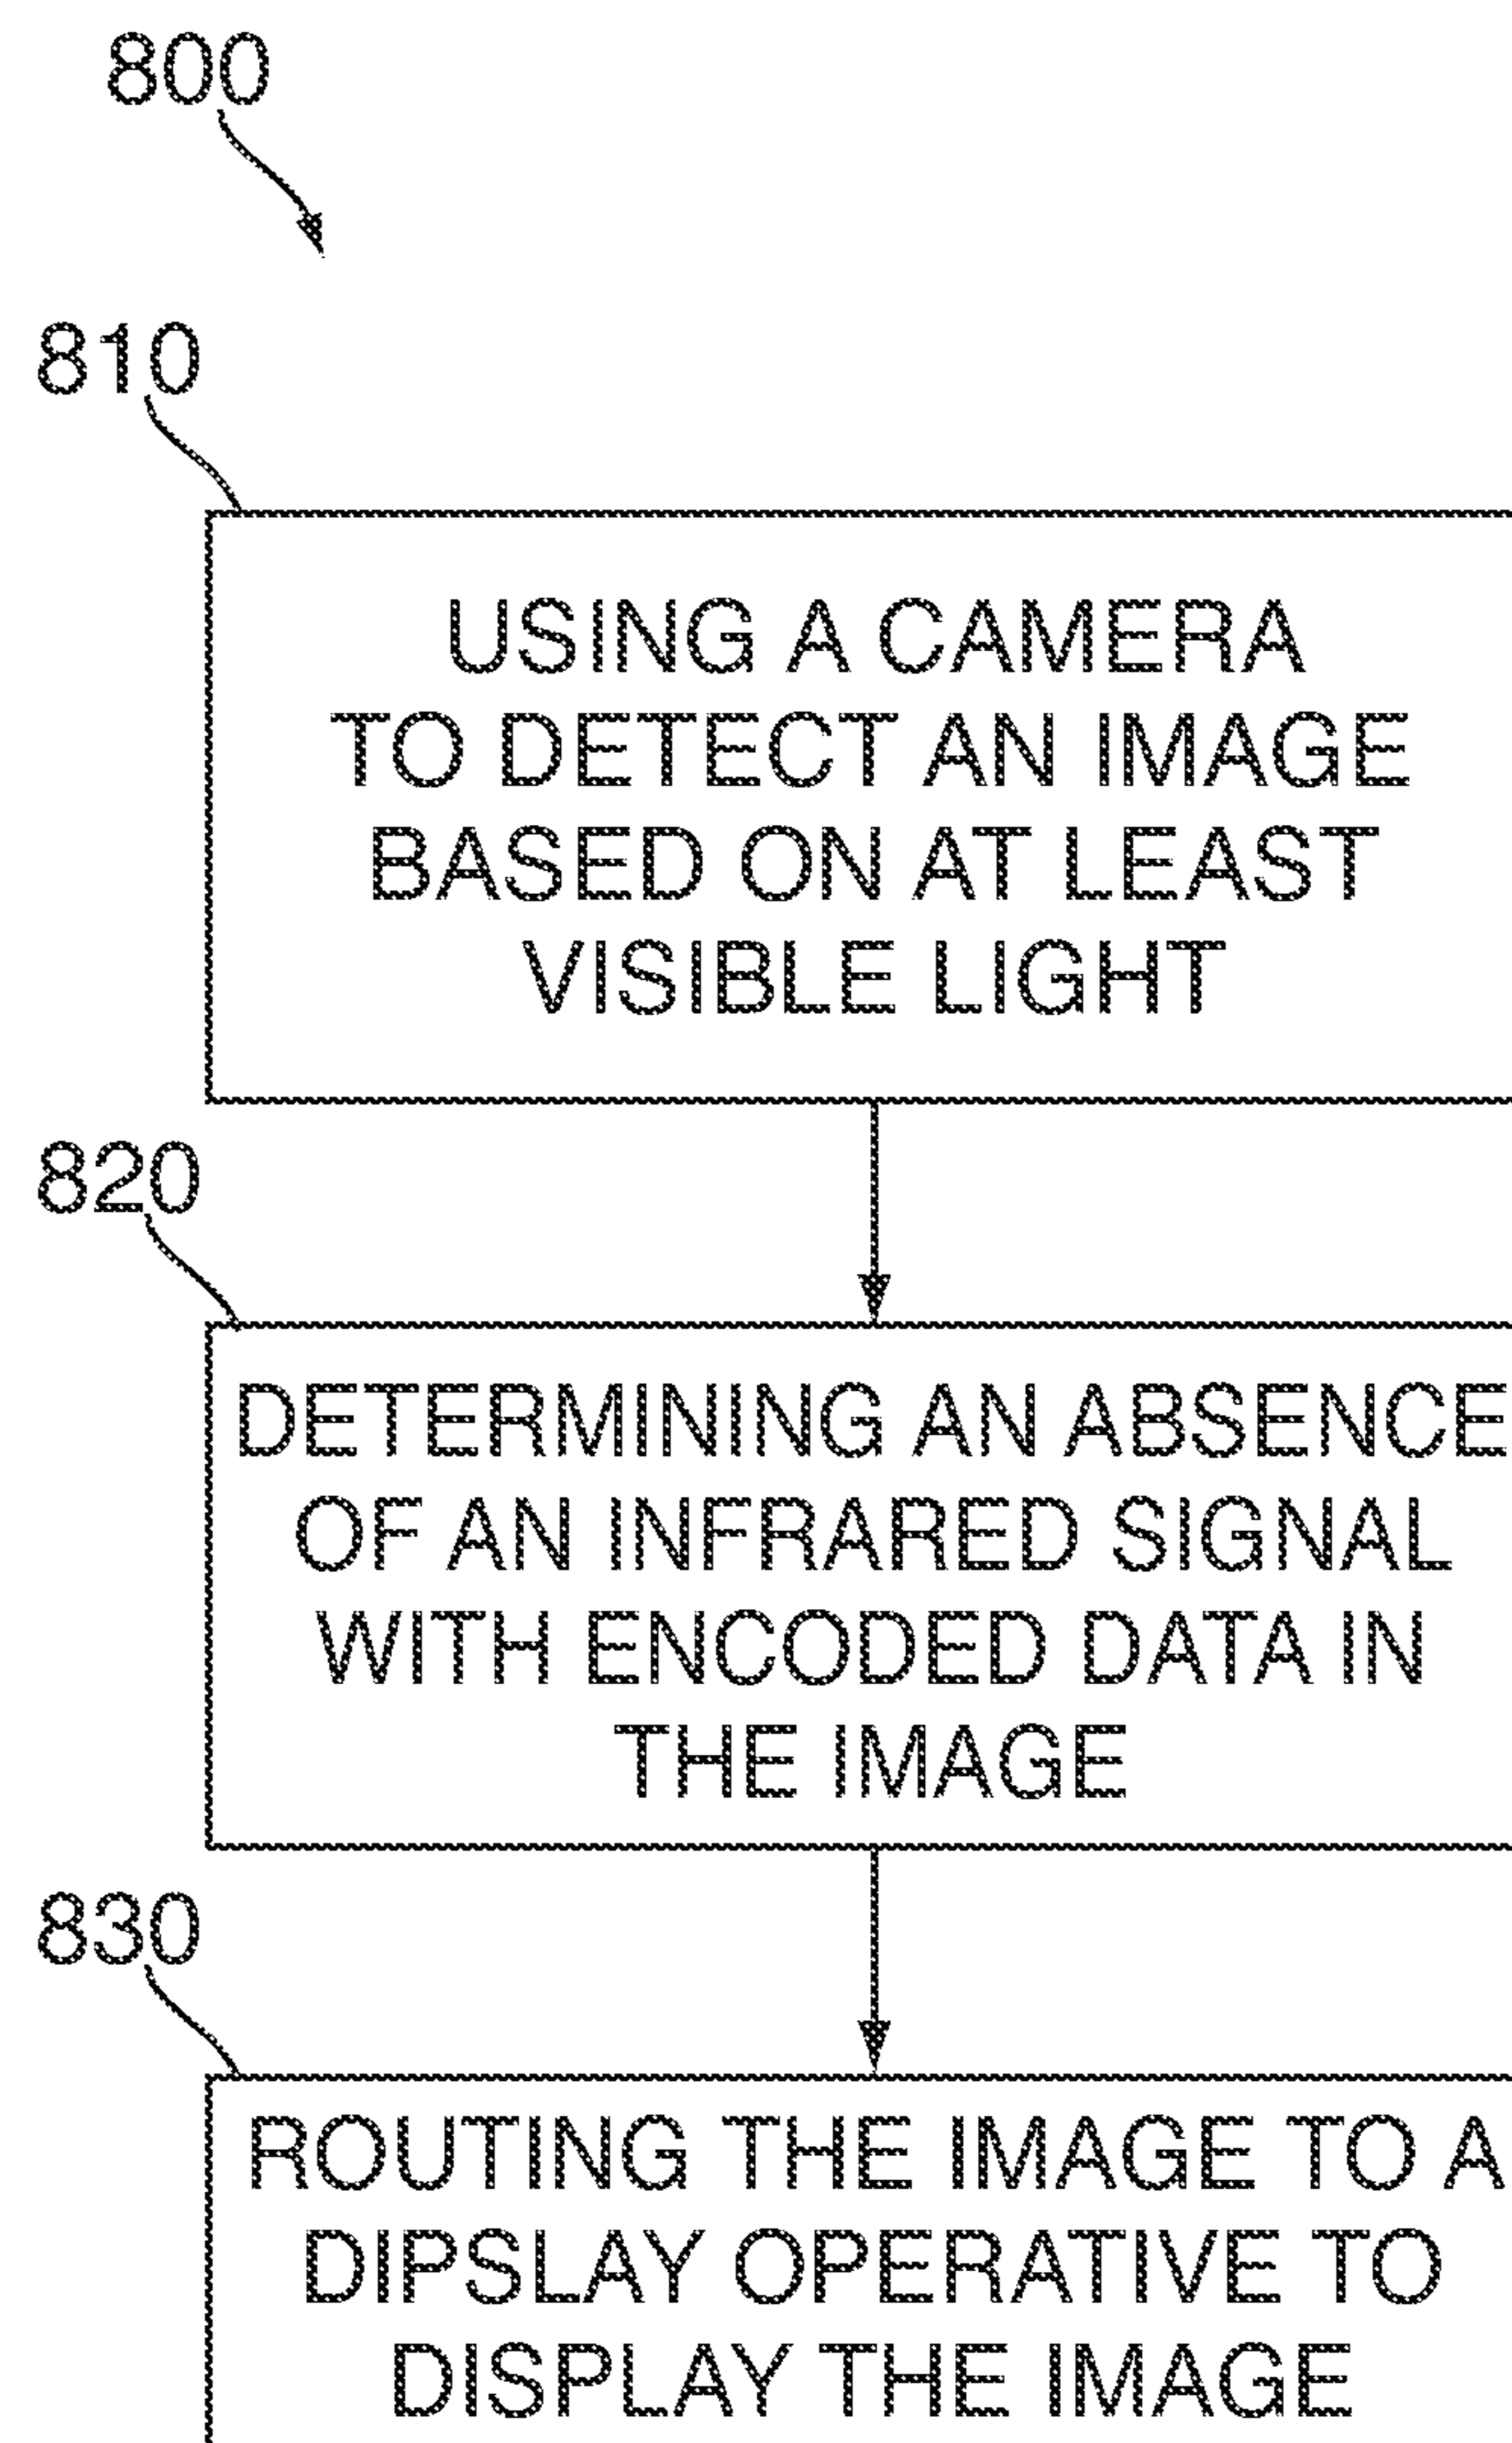 800
810
USING A CAMERA
TO DETECT AN IMAGE
BASED ON AT LEAST
VISIBLE LIGHT
820
DETERMINING AN ABSENCE
OF AN INFRARED SIGNAL
WITH ENCODED DATA IN
THE IMAGE
830
ROUTING THE IMAGE TO A
DIPSLAY OPERATIVE TO
DISPLAY THE IMAGE